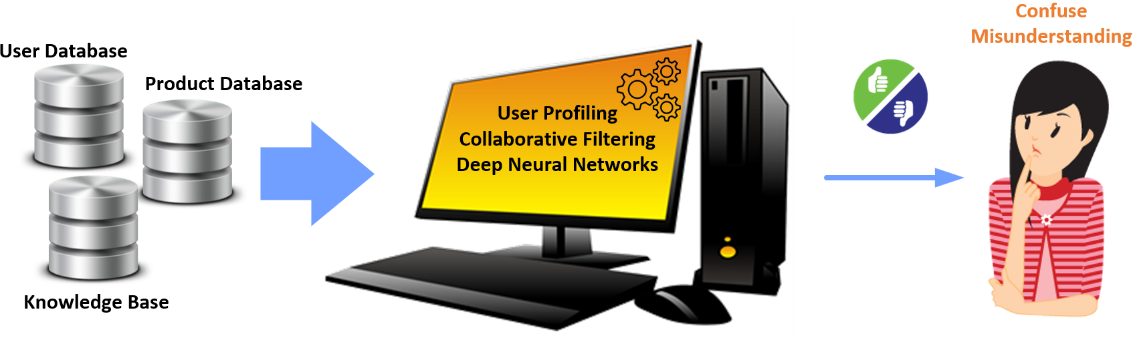 User Database
Product Database
Knowledge Base
User Profiling
Collaborative Filtering
Deep Neural Networks
Confuse
Misunderstanding